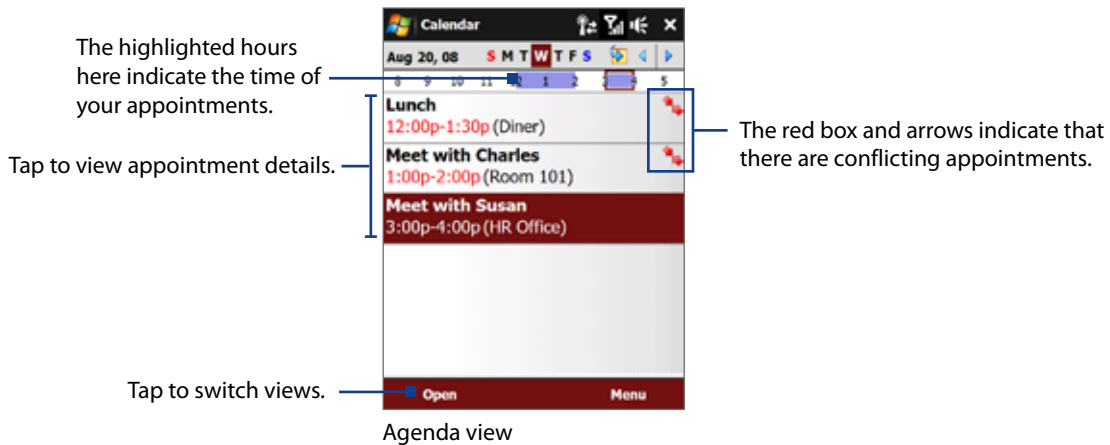 Calendar
Aug 20, 08 S M T W T F S
8 9 10 11 12 1 2 3 4 5
Lunch
12:00p-1:30p (Diner)
Meet with Charles
1:00p-2:00p (Room 101)
Meet with Susan
3:00p-4:00p (HR Office)
Open Menu
The highlighted hours
here indicate the time of
your appointments.
Tap to view appointment details.
Tap to switch views.
The red box and arrows indicate that
there are conflicting appointments.
Agenda view